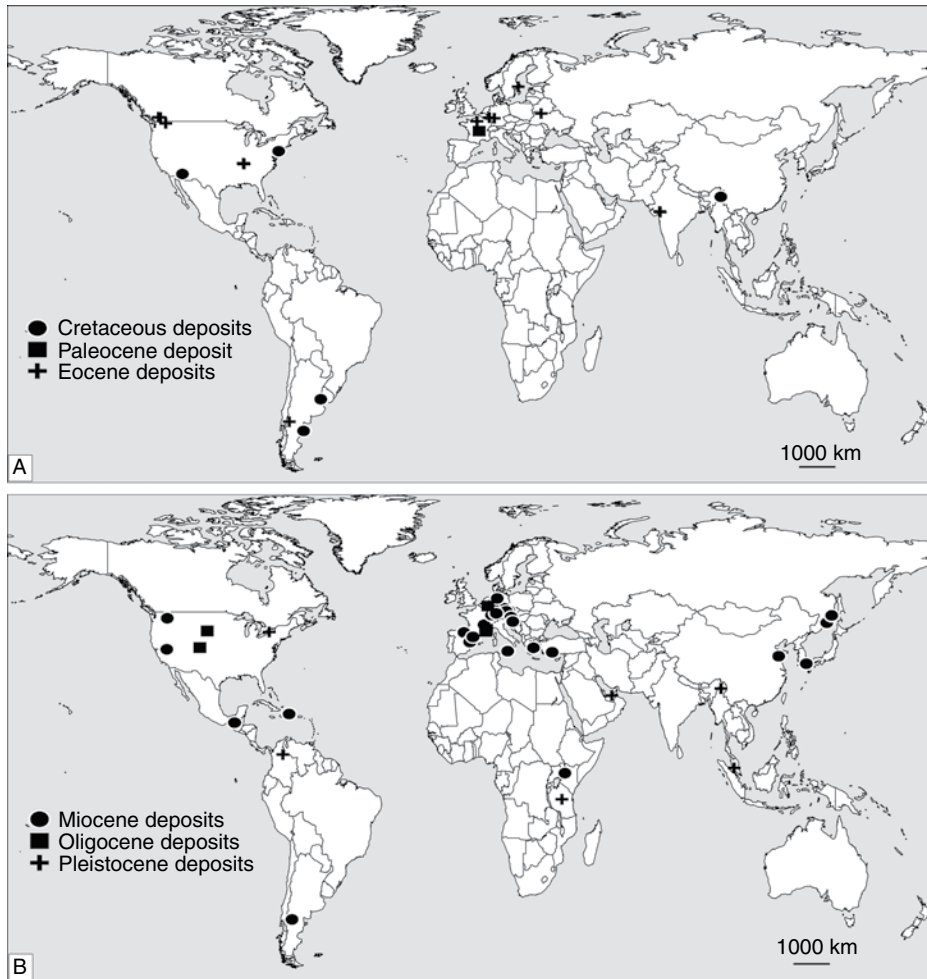 Cretaceous deposits
Paleocene deposit
Eocene deposits
1000 km
A
Miocene deposits
Oligocene deposits
Pleistocene deposits
1000 km
B